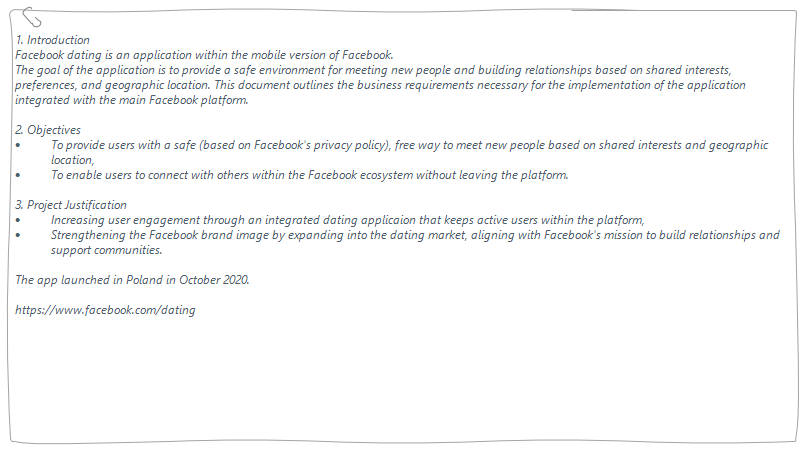 1. Introduction
Facebook dating is an application within the mobile version of Facebook.
The goal of the application is to provide a safe environment for meeting new people and building relationships based on shared interests,
preferences, and geographic location. This document outlines the business requirements necessary for the implementation of the application
integrated with the main Facebook platform.
2. Objectives
• To provide users with a safe (based on Facebook's privacy policy), free way to meet new people based on shared interests and geographic
location,
• To enable users to connect with others within the Facebook ecosystem without leaving the platform.
3. Project Justification
• Increasing user engagement through an integrated dating applicaion that keeps active users within the platform,
• Strengthening the Facebook brand image by expanding into the dating market, aligning with Facebook's mission to build relationships and
support communities.
The app launched in Poland in October 2020.
https://www.facebook.com/dating